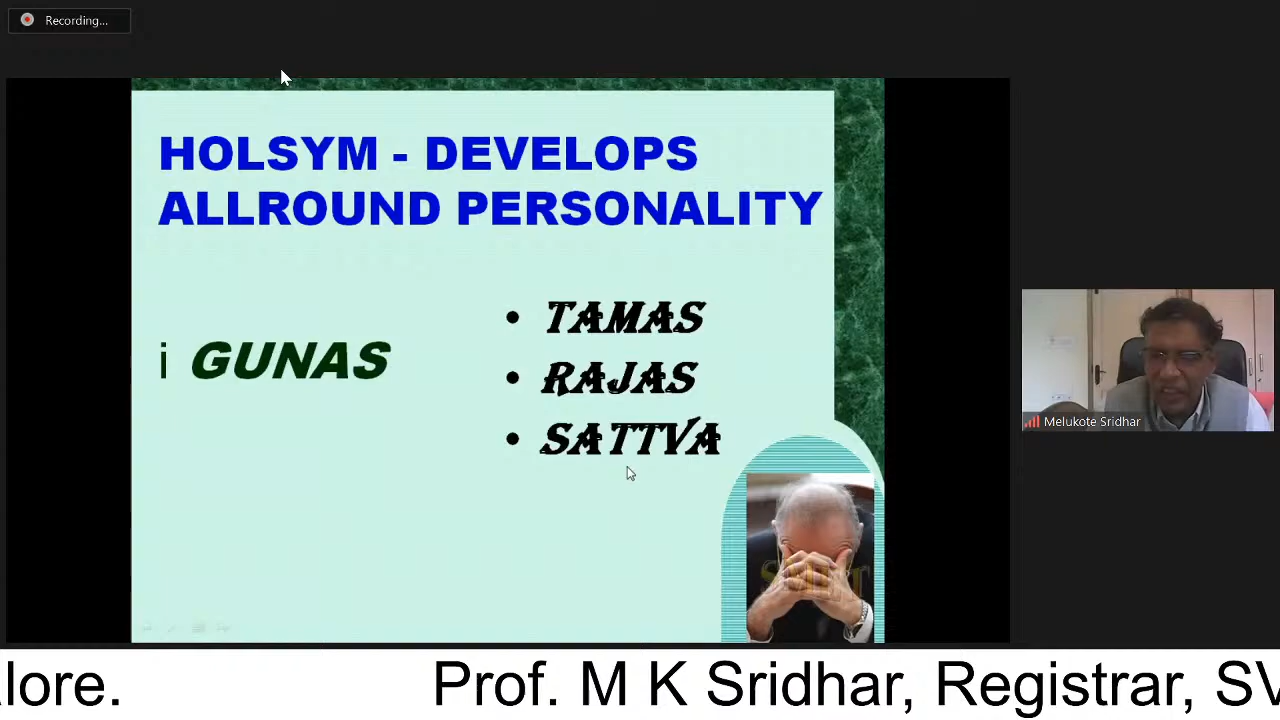 Recording...
HOLSYM - DEVELOPS
ALLROUND PERSONALITY
i GUNAS
• TAMAS
• RAJAS
• SATTVA
Melukote Sridhar
lore. Prof. M K Sridhar, Registrar, SV